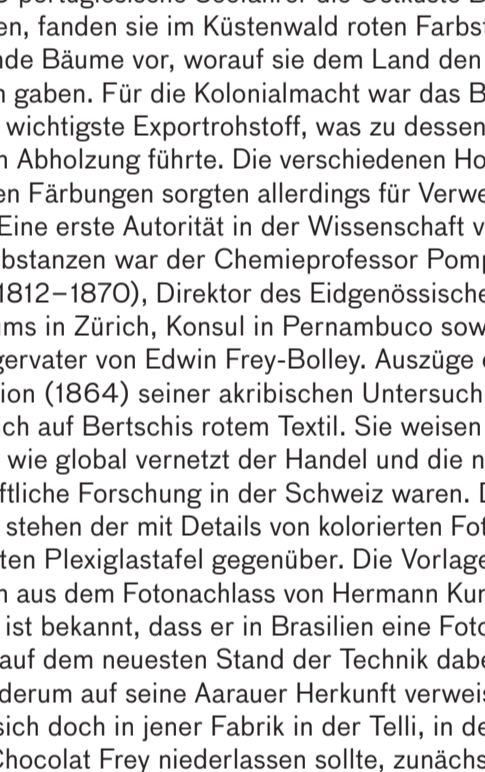 portugiesische Seefahrer die Ostküste
en, fanden sie im Küstenwald roten Farbst
nde Bäume vor, worauf sie dem Land den
n gaben. Für die Kolonialmacht war das B
wichtigste Exportrohstoff, was zu dessen
n Abholzung führte. Die verschiedenen Ho
en Färbungen sorgten allerdings für Verwe
Eine erste Autorität in der Wissenschaft v
bstanzen war der Chemieprofessor Pomp
1812–1870), Direktor des Eidgenössische
ums in Zürich, Konsul in Pernambuco sow
gervater von Edwin Frey-Bolley. Auszüge
ion (1864) seiner akribischen Untersuch
ch auf Bertschis rotem Textil. Sie weisen
wie global vernetzt der Handel und die n
ftliche Forschung in der Schweiz waren. D
stehen der mit Details von kolorierten Fot
ten Plexiglastafel gegenüber. Die Vorlage
n aus dem Fotonachlass von Hermann Kur
ist bekannt, dass er in Brasilien eine Foto
auf dem neuesten Stand der Technik dabe
derum auf seine Aarauer Herkunft verweis
sich doch in jener Fabrik in der Telli, in de
Chocolat Frey niederlassen sollte, zunächs